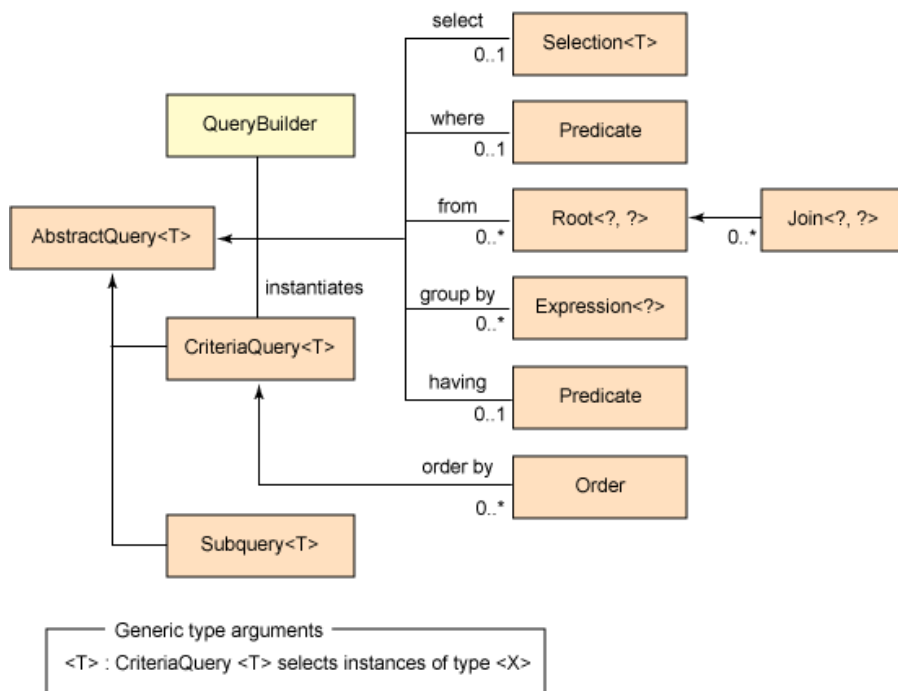 select
0..1
Selection<T>
QueryBuilder
where
0..1
Predicate
AbstractQuery<T>
from
0..*
Root<?, ?>
0..*
Join<?, ?>
instantiates
group by
0..*
Expression<?>
CriteriaQuery<T>
having
0..1
Predicate
order by
0..*
Order
Subquery<T>
Generic type arguments
<T> : CriteriaQuery <T> selects instances of type <X>